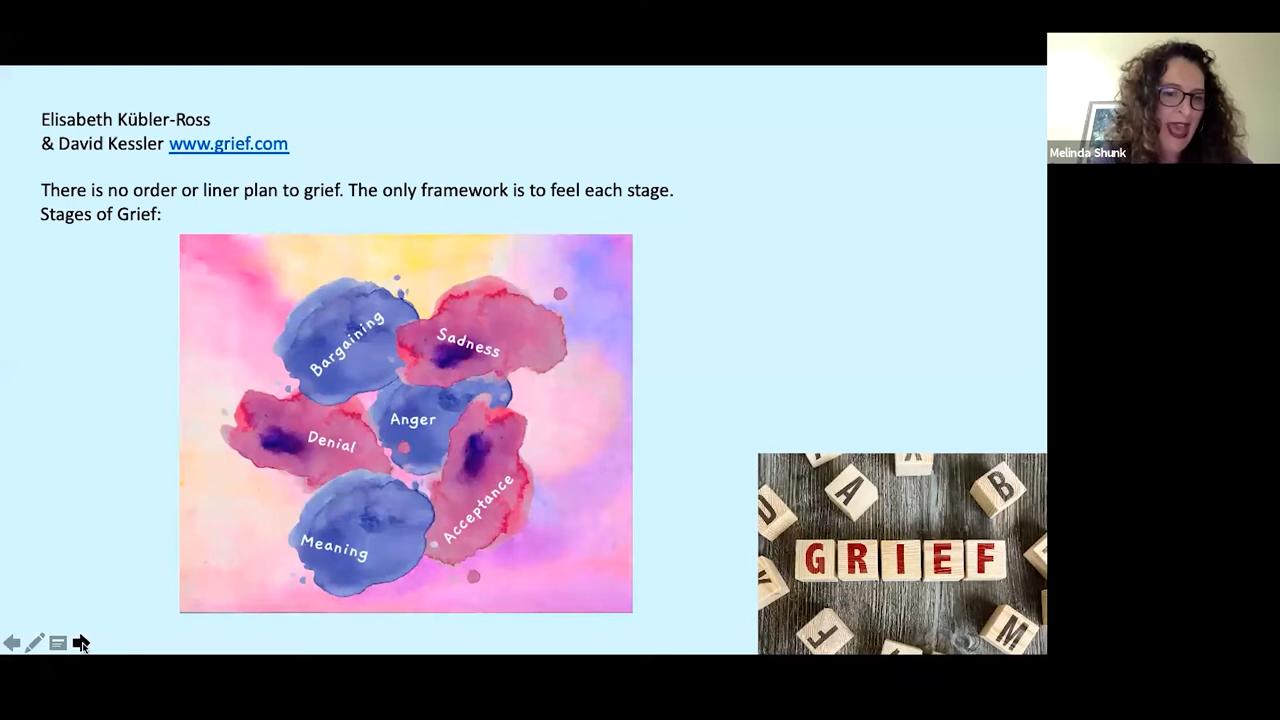 Elisabeth Kübler-Ross
& David Kessler www.grief.com
There is no order or liner plan to grief. The only framework is to feel each stage.
Stages of Grief:
Bargaining
Sadness
Anger
Denial
Acceptance
Meaning
A
B
GRIEF
M
Melinda Shunk